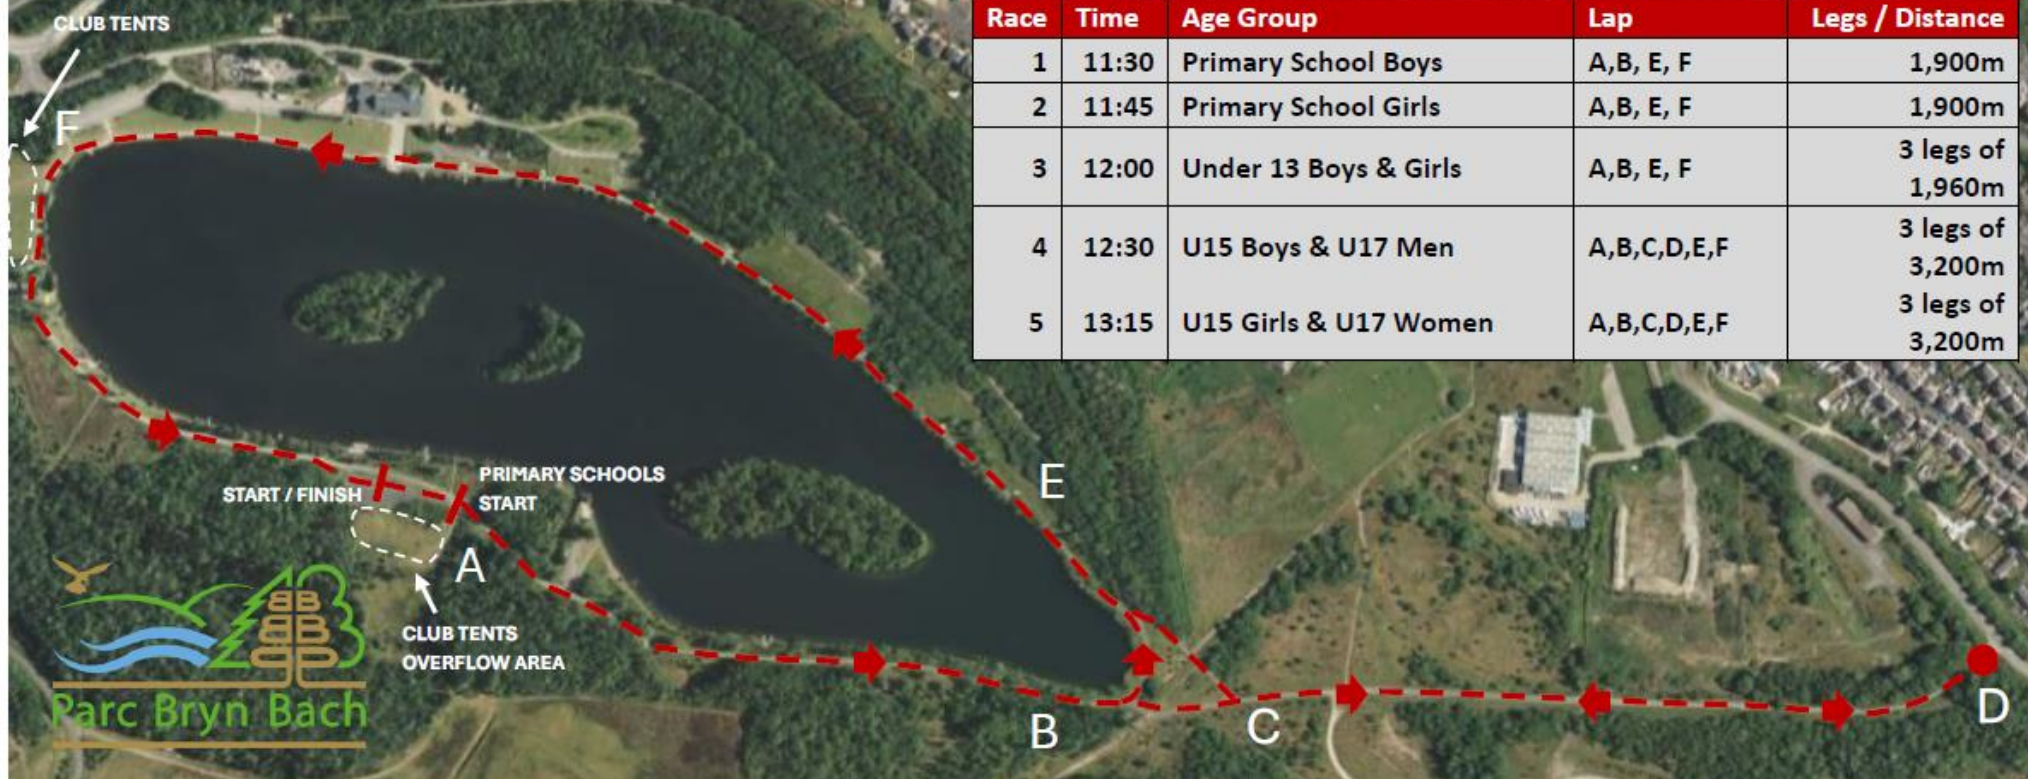 CLUB TENTS
Race Time Age Group Lap Legs / Distance
1 11:30 Primary School Boys A,B, E, F 1,900m
2 11:45 Primary School Girls A,B, E, F 1,900m
3 12:00 Under 13 Boys & Girls A,B, E, F 3 legs of
1,960m
4 12:30 U15 Boys & U17 Men A,B,C,D,E,F 3 legs of
3,200m
5 13:15 U15 Girls & U17 Women A,B,C,D,E,F 3 legs of
3,200m
F
E
PRIMARY SCHOOLS
START
START / FINISH
A
CLUB TENTS
OVERFLOW AREA
Parc Bryn Bach
B
C
D